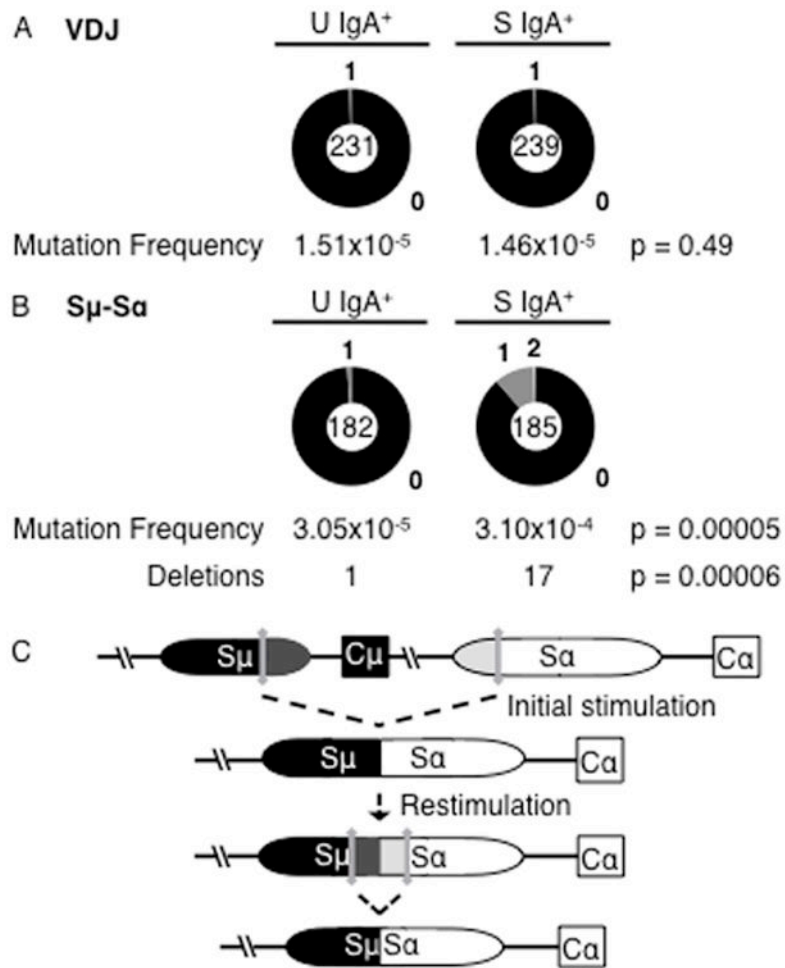 A VDJ U IgA⁺ S IgA⁺
1 1
231 239
0 0
Mutation Frequency 1.51x10⁻⁵ 1.46x10⁻⁵ p = 0.49
B Sμ-Sα U IgA⁺ S IgA⁺
1 1 2
182 185
0 0
Mutation Frequency 3.05x10⁻⁵ 3.10x10⁻⁴ p = 0.00005
Deletions 1 17 p = 0.00006
C Sμ Cμ Sα Cα
Initial stimulation
Sμ Sα Cα
Restimulation
Sμ Sα Cα
SμSα Cα